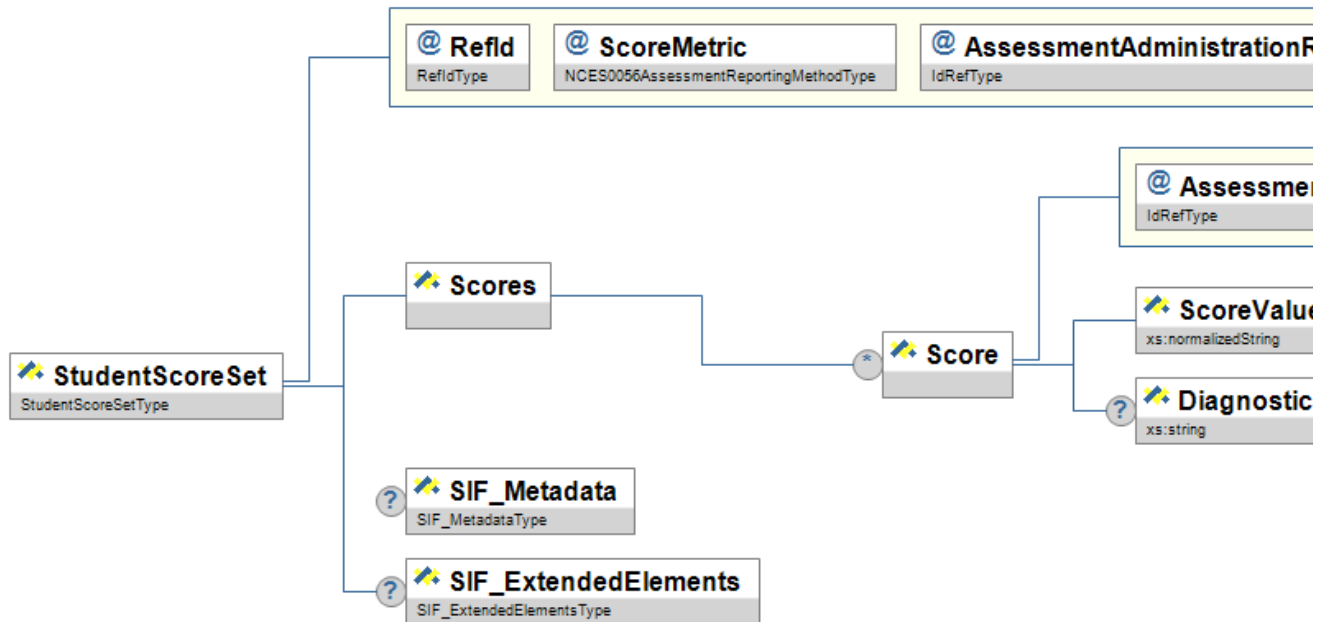 @ RefId
RefIdType
@ ScoreMetric
NCES0056AssessmentReportingMethodType
@ AssessmentAdministrationR
IdRefType
@ Assessme
IdRefType
Scores
* Score
ScoreValue
xs:normalizedString
StudentScoreSet
StudentScoreSetType
? Diagnostic
xs:string
? SIF_Metadata
SIF_MetadataType
? SIF_ExtendedElements
SIF_ExtendedElementsType